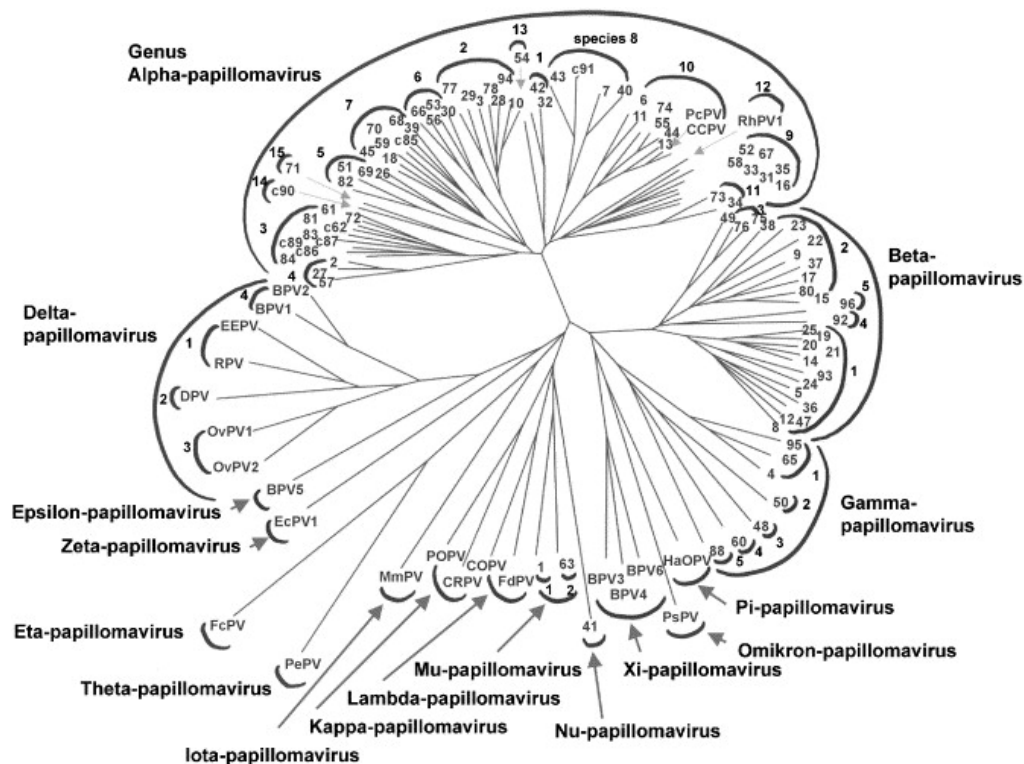 Genus
Alpha-papillomavirus
13
54
2
1
species 8
94
42
43
c91
7
40
10
6
77
29
3
78
28
10
32
6
11
74
55
44
13
PcPV
CCPV
12
RhPV1
7
66
53
56
30
70
68
39
59
c85
45
18
5
51
82
69
26
15
71
14
c90
9
52
67
58
33
31
35
16
11
73
34
3
61
81
72
c62
83
c89
c87
c86
84
4
2
27
57
3
49
75
76
38
23
22
2
9
37
17
80
15
5
96
92
4
Beta-
papillomavirus
25
19
20
21
14
93
24
5
1
36
12
47
8
Delta-
papillomavirus
4
BPV2
BPV1
1
EEPV
RPV
2
DPV
3
OvPV1
OvPV2
95
65
4
1
50
2
48
3
60
4
88
5
Gamma-
papillomavirus
Epsilon-papillomavirus
BPV5
Zeta-papillomavirus
EcPV1
Eta-papillomavirus
FcPV
Theta-papillomavirus
PePV
MmPV
Iota-papillomavirus
POPV
CRPV
Kappa-papillomavirus
COPV
FdPV
Lambda-papillomavirus
1
63
1
2
Mu-papillomavirus
41
Nu-papillomavirus
BPV3
BPV6
BPV4
Xi-papillomavirus
PsPV
Omikron-papillomavirus
HaOPV
Pi-papillomavirus